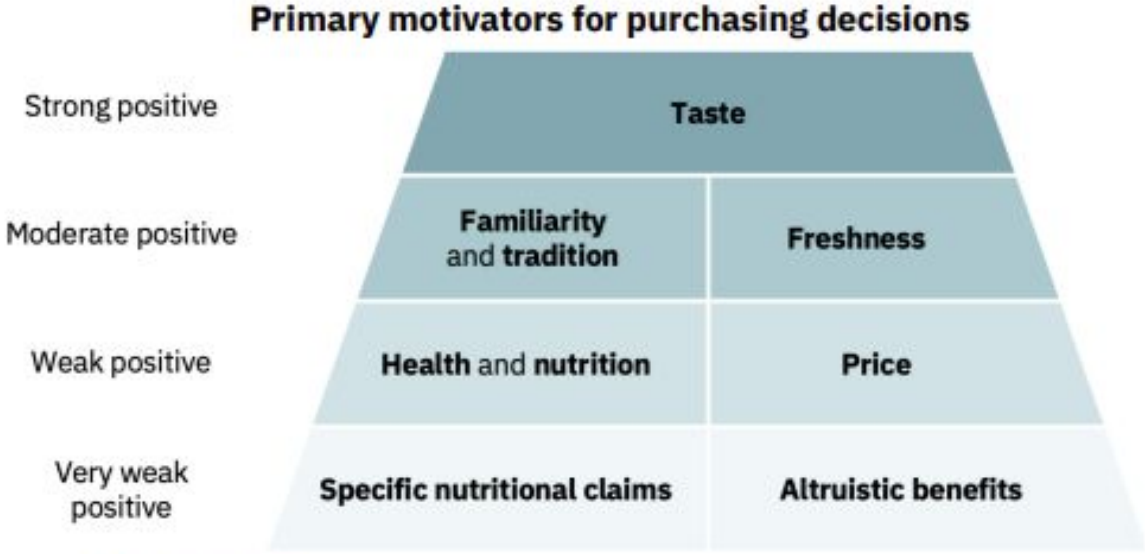 Primary motivators for purchasing decisions
Strong positive
Taste
Moderate positive
Familiarity
and tradition
Freshness
Weak positive
Health and nutrition
Price
Very weak
positive
Specific nutritional claims
Altruistic benefits